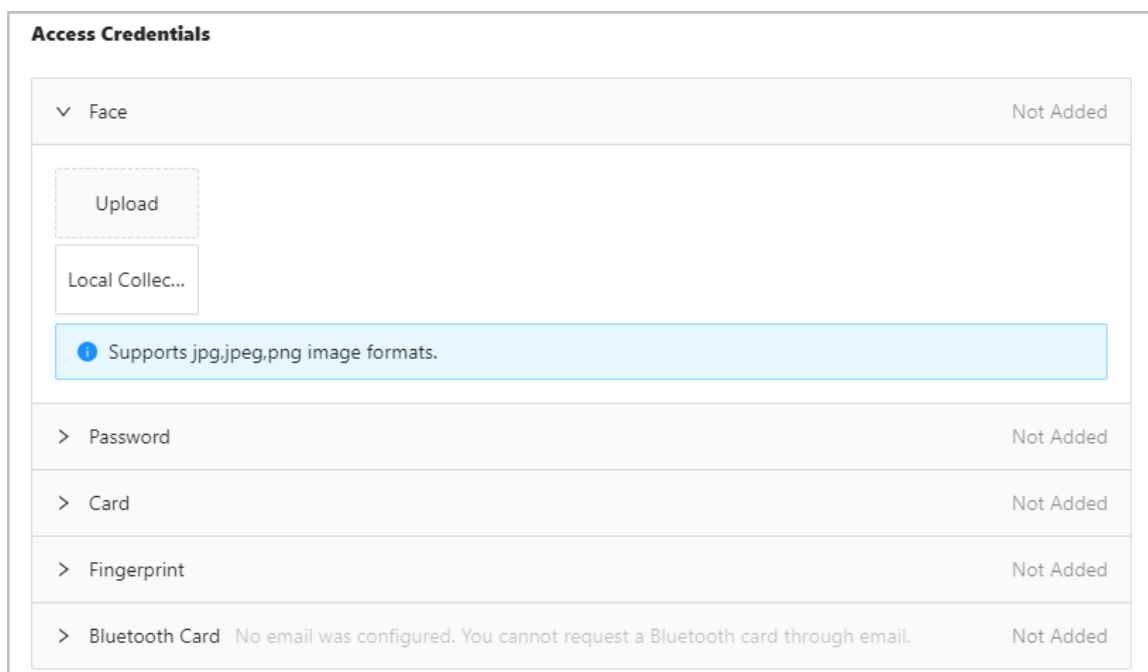 Access Credentials
Face Not Added
Upload
Local Collec...
Supports jpg,jpeg,png image formats.
Password Not Added
Card Not Added
Fingerprint Not Added
Bluetooth Card No email was configured. You cannot request a Bluetooth card through email. Not Added